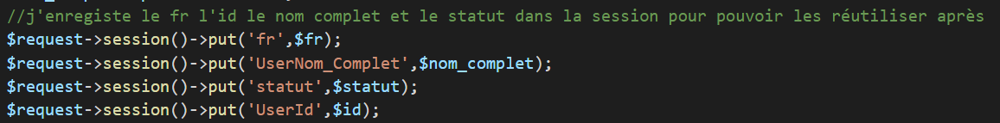 //j'enregiste le fr l'id le nom complet et le statut dans la session pour pouvoir les réutiliser après
$request->session()->put('fr',$fr);
$request->session()->put('UserNom_Complet',$nom_complet);
$request->session()->put('statut',$statut);
$request->session()->put('UserId',$id);